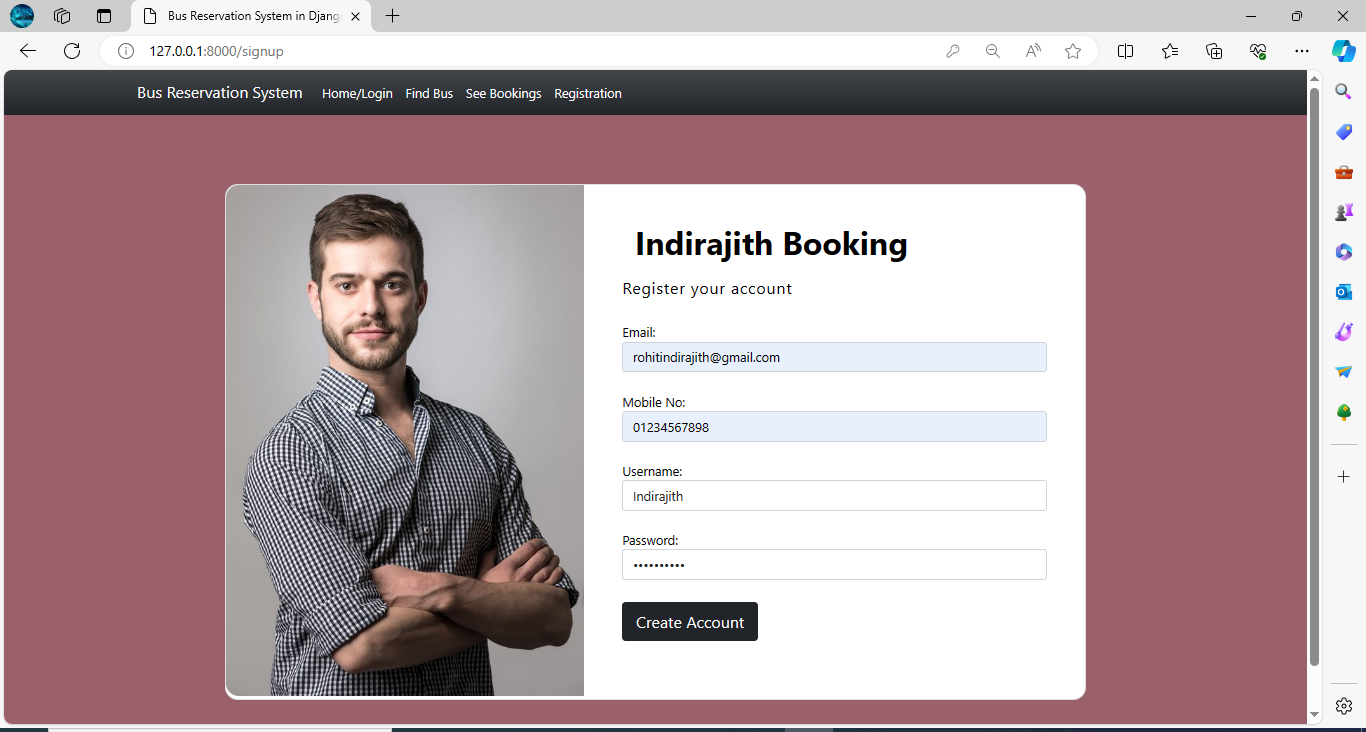 Bus Reservation System in Djang
127.0.0.1:8000/signup
Bus Reservation System Home/Login Find Bus See Bookings Registration
Indirajith Booking
Register your account
Email:
rohitindirajith@gmail.com
Mobile No:
01234567898
Username:
Indirajith
Password:
••••••••••
Create Account